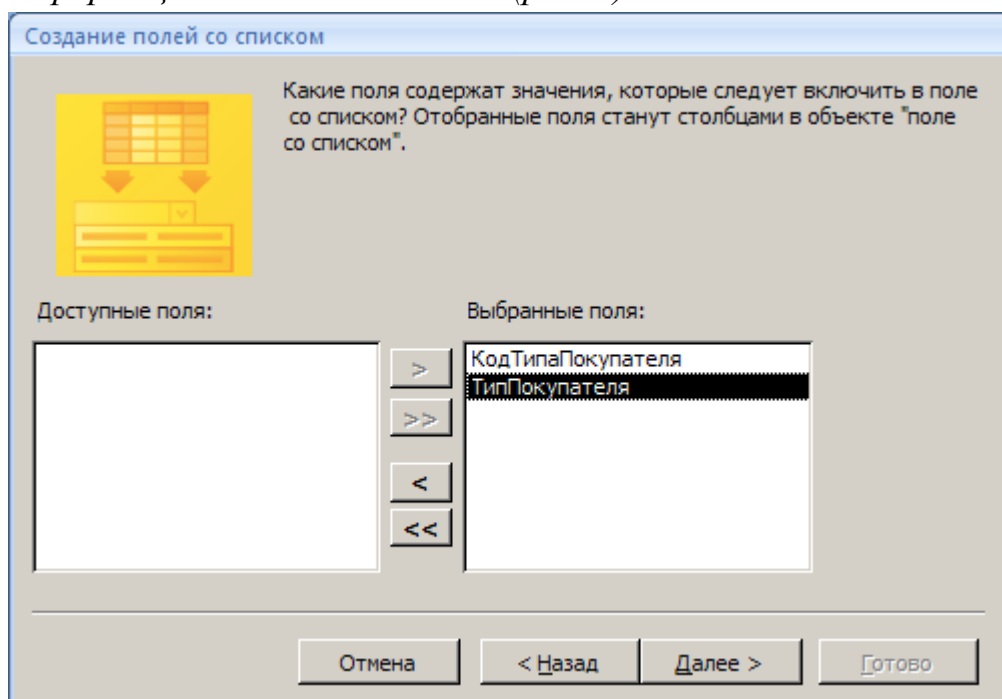 Создание полей со списком
Какие поля содержат значения, которые следует включить в поле
со списком? Отобранные поля станут столбцами в объекте "поле
со списком".
Доступные поля:
Выбранные поля:
КодТипаПокупателя
ТипПокупателя
>
>>
<
<<
Отмена
< Назад
Далее >
Готово